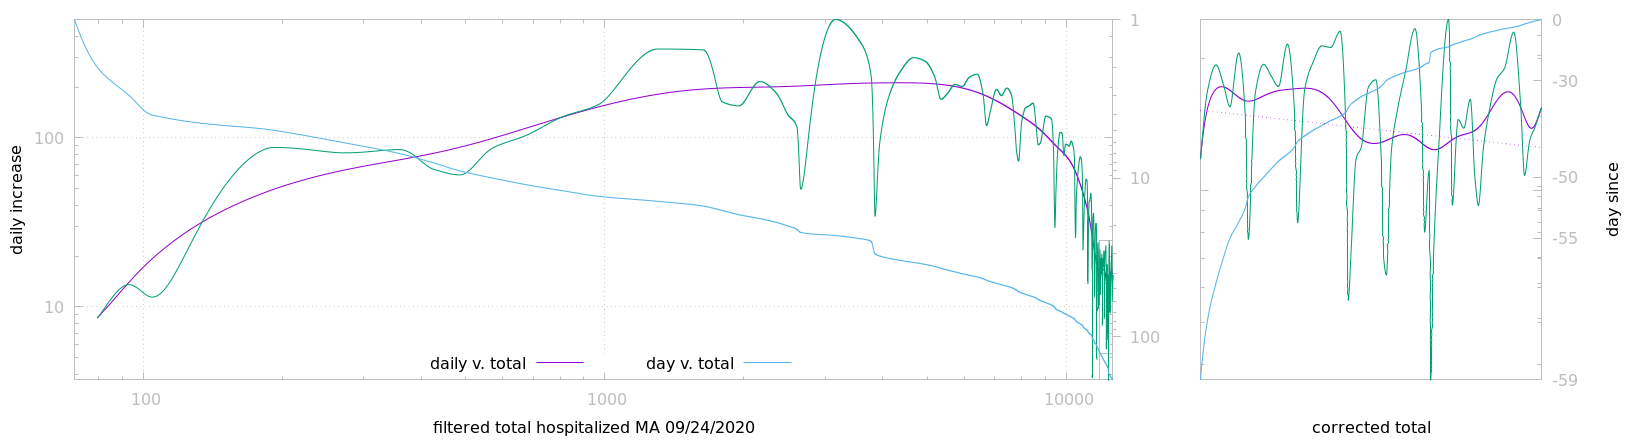 1
0
-30
100
daily increase
10
-50
-55
day since
10
100
daily v. total
day v. total
-59
100
1000
10000
filtered total hospitalized MA 09/24/2020
corrected total